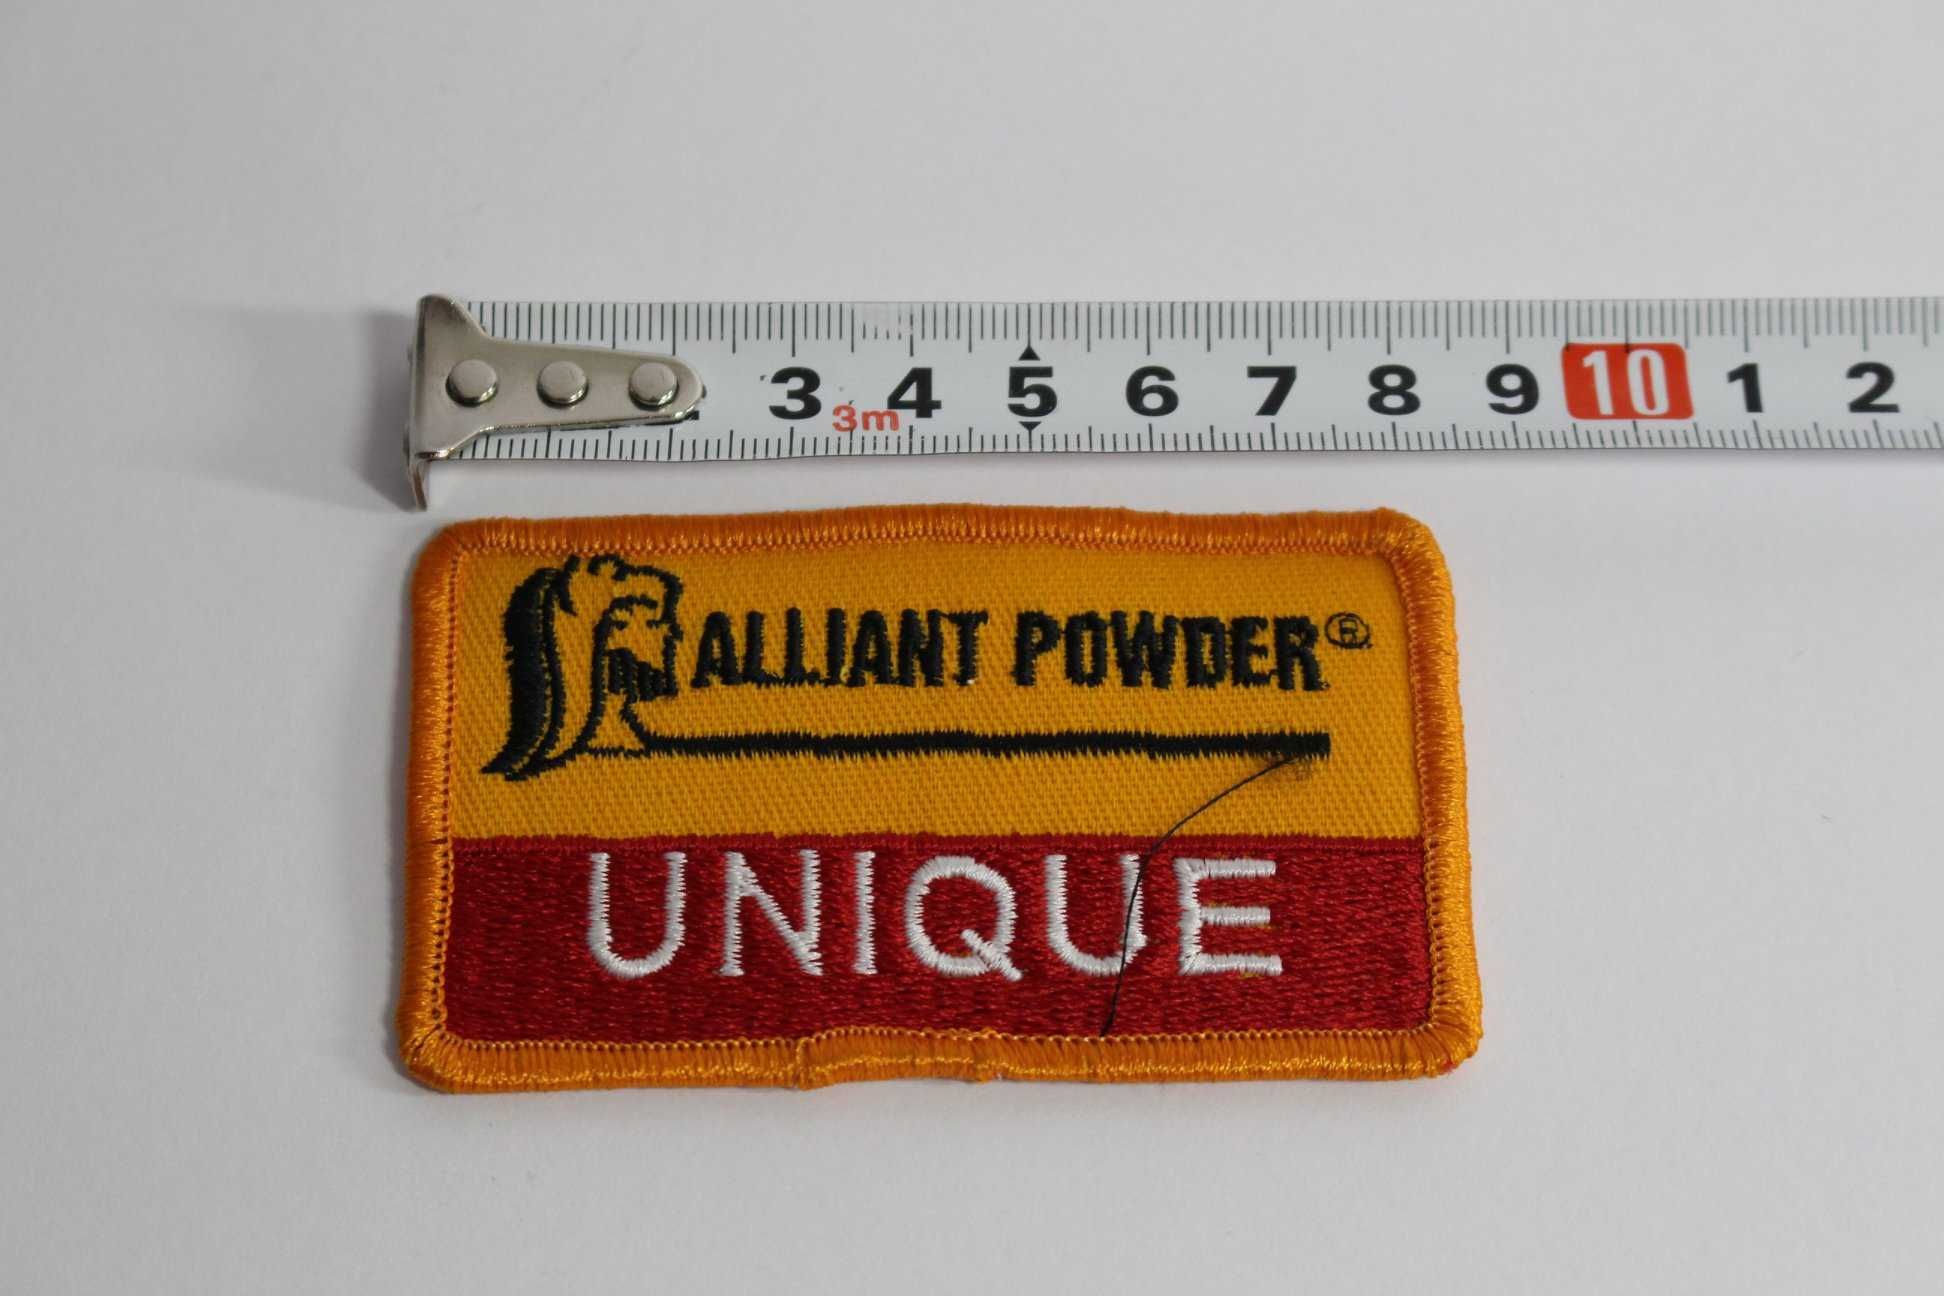 3 4 5 6 7 8 9 10 1 2
3m
ALLIANT POWDER®
UNIQUE